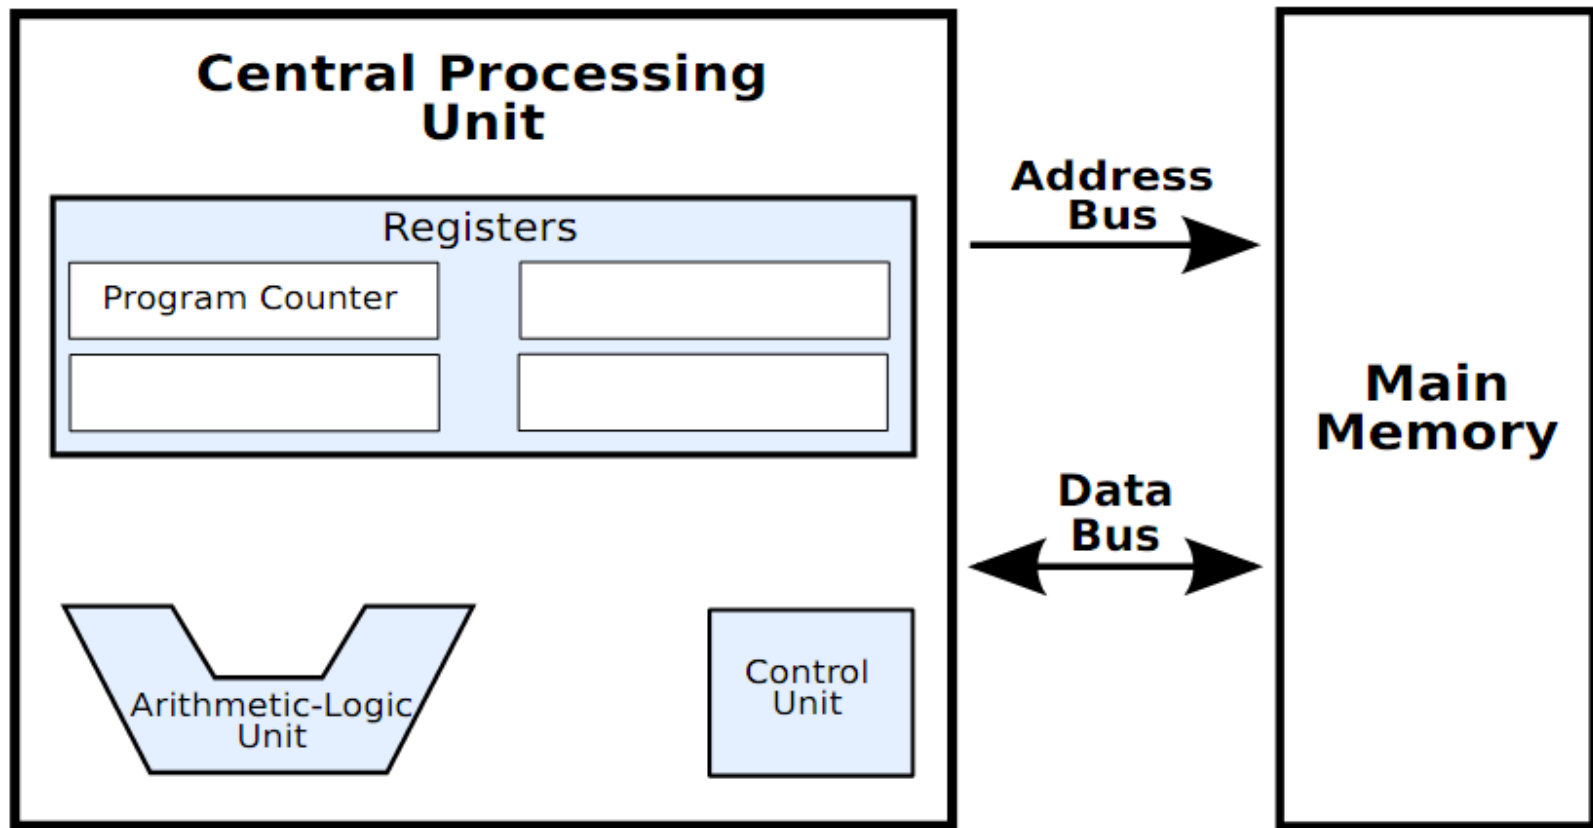 Central Processing
Unit
Registers
Program Counter
Arithmetic-Logic
Unit
Control
Unit
Address
Bus
Data
Bus
Main
Memory